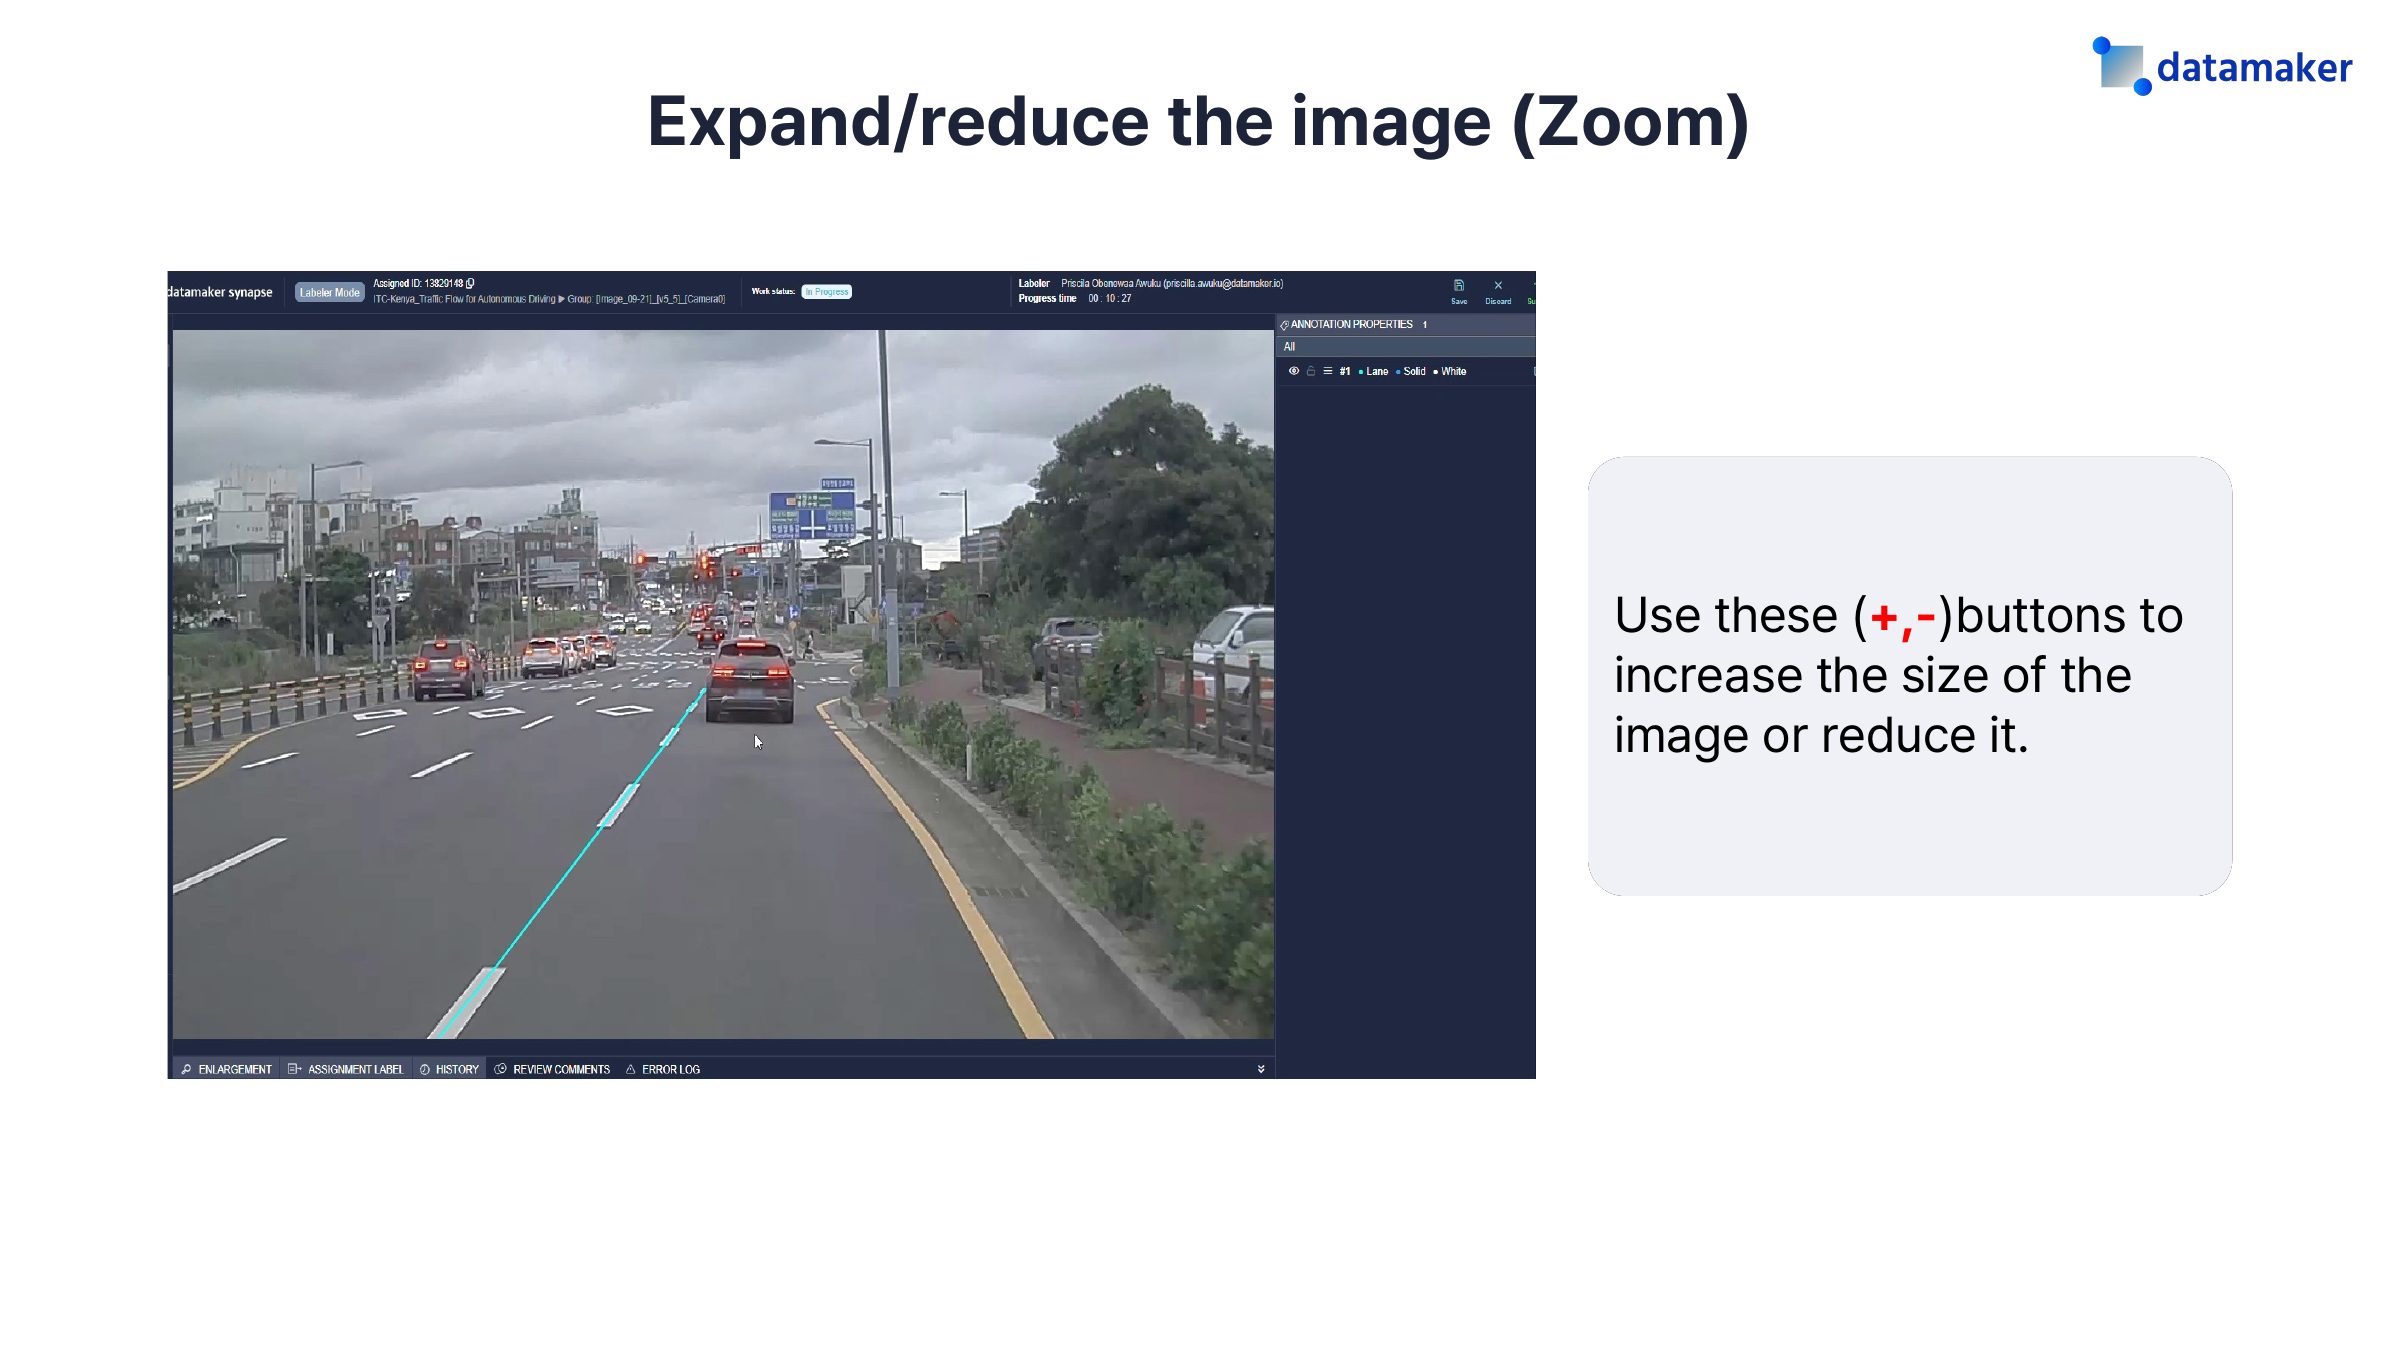 datamaker
Expand/reduce the image (Zoom)
datamaker synapse
Labeler Mode
Assigned ID: 13829148
ITC-Kenya_Traffic Flow for Autonomous Driving ▶ Group: [Image_09-21]_[v5_5]_[Camera0]
Work status: In Progress
Labeler Priscila Obenewaa Awuku (priscilla.awuku@datamaker.io)
Progress time 00 : 10 : 27
Save
Discard
Su
ANNOTATION PROPERTIES 1
All
#1 • Lane • Solid • White
Use these (+,-)buttons to
increase the size of the
image or reduce it.
ENLARGEMENT
ASSIGNMENT LABEL
HISTORY
REVIEW COMMENTS
ERROR LOG